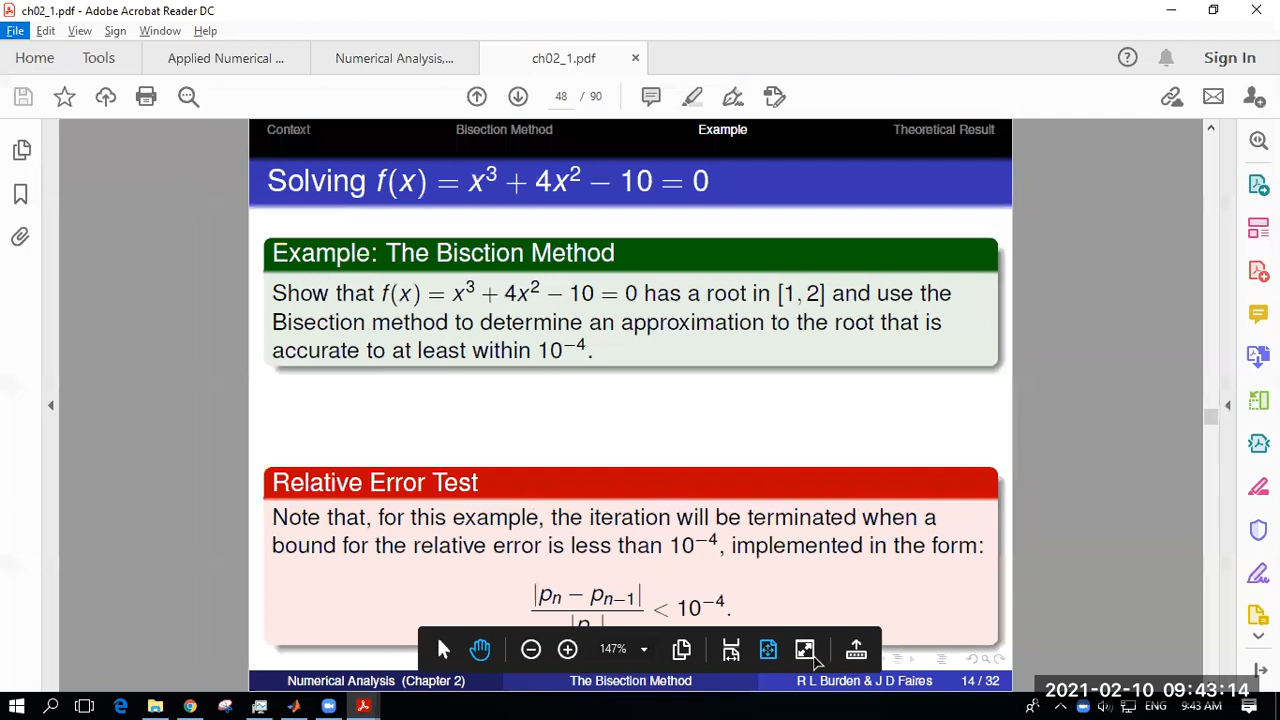 ch02_1.pdf - Adobe Acrobat Reader DC
File Edit View Sign Window Help
Home Tools Applied Numerical ... Numerical Analysis,... ch02_1.pdf × Sign In
48 / 90
Context Bisection Method Example Theoretical Result
Solving f(x) = x³ + 4x² − 10 = 0
Example: The Bisction Method
Show that f(x) = x³ + 4x² − 10 = 0 has a root in [1, 2] and use the
Bisection method to determine an approximation to the root that is
accurate to at least within 10⁻⁴.
Relative Error Test
Note that, for this example, the iteration will be terminated when a
bound for the relative error is less than 10⁻⁴, implemented in the form:
|pₙ − pₙ₋₁|
< 10⁻⁴.
147%
Numerical Analysis (Chapter 2) The Bisection Method R L Burden & J D Faires 14 / 32
2021-02-10 09:43:14
ENG 9:43 AM